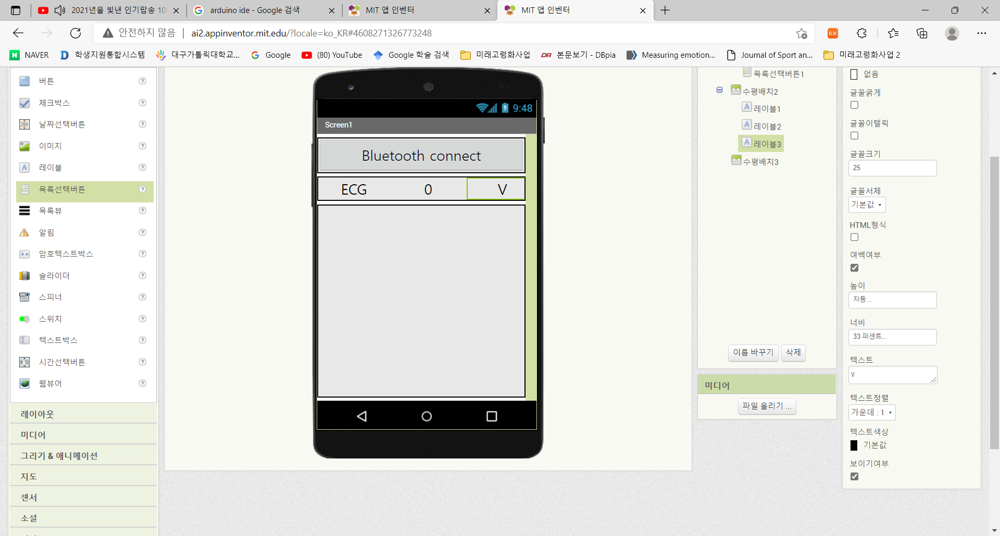 2021년을 빛낸 인기팝송 10
arduino ide - Google 검색
MIT 앱 인벤터
MIT 앱 인벤터
안전하지 않음
ai2.appinventor.mit.edu/?locale=ko_KR#4608271326773248
EX
N NAVER
D 학생지원통합시스템
대구가톨릭대학교...
Google
(80) YouTube
Google 학술 검색
미래고령화사업
DB 본문보기 - DBpia
Measuring emotion...
Journal of Sport an...
미래고령화사업 2
버튼
체크박스
날짜선택버튼
이미지
레이블
목록선택버튼
목록뷰
알림
암호텍스트박스
슬라이더
스피너
스위치
텍스트박스
시간선택버튼
웹뷰어
레이아웃
미디어
그리기 & 애니메이션
지도
센서
소셜
9:48
Screen1
Bluetooth connect
ECG
0
V
목록선택버튼1
수평배치2
레이블1
레이블2
레이블3
수평배치3
이름 바꾸기
삭제
미디어
파일 올리기 ...
없음
글꼴굵게
글꼴이텔릭
글꼴크기
25
글꼴서체
기본값
HTML형식
여백여부
높이
자동...
너비
33 퍼센트...
텍스트
V
텍스트정렬
가운데 : 1
텍스트색상
기본값
보이기여부